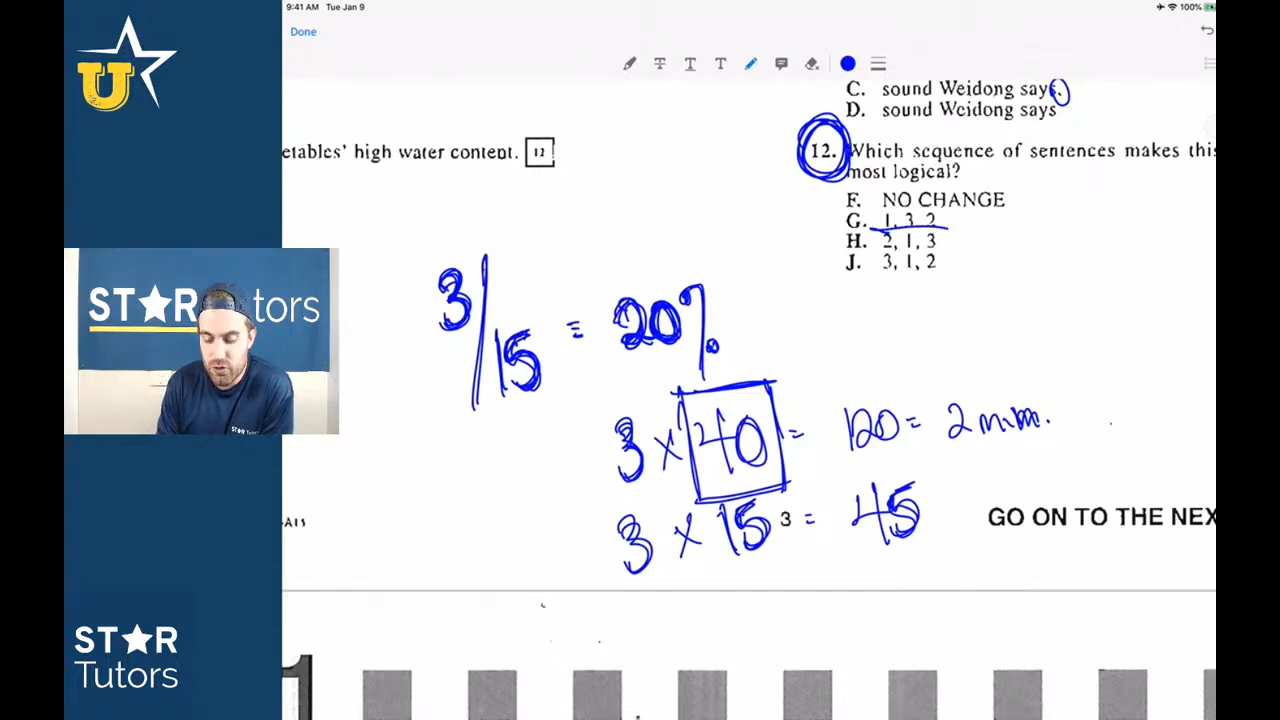 9:41 AM Tue Jan 9
100%
Done
U
C. sound Weidong says.
D. sound Weidong says
etables' high water content. 12
12. Which sequence of sentences makes this
most logical?
F. NO CHANGE
G. 1, 3, 2
H. 2, 1, 3
J. 3, 1, 2
3/15 = 20%
3 x 40 = 120 = 2 min.
3 x 15 = 45
3
GO ON TO THE NEX
STAR
tors
STAR
Tutors